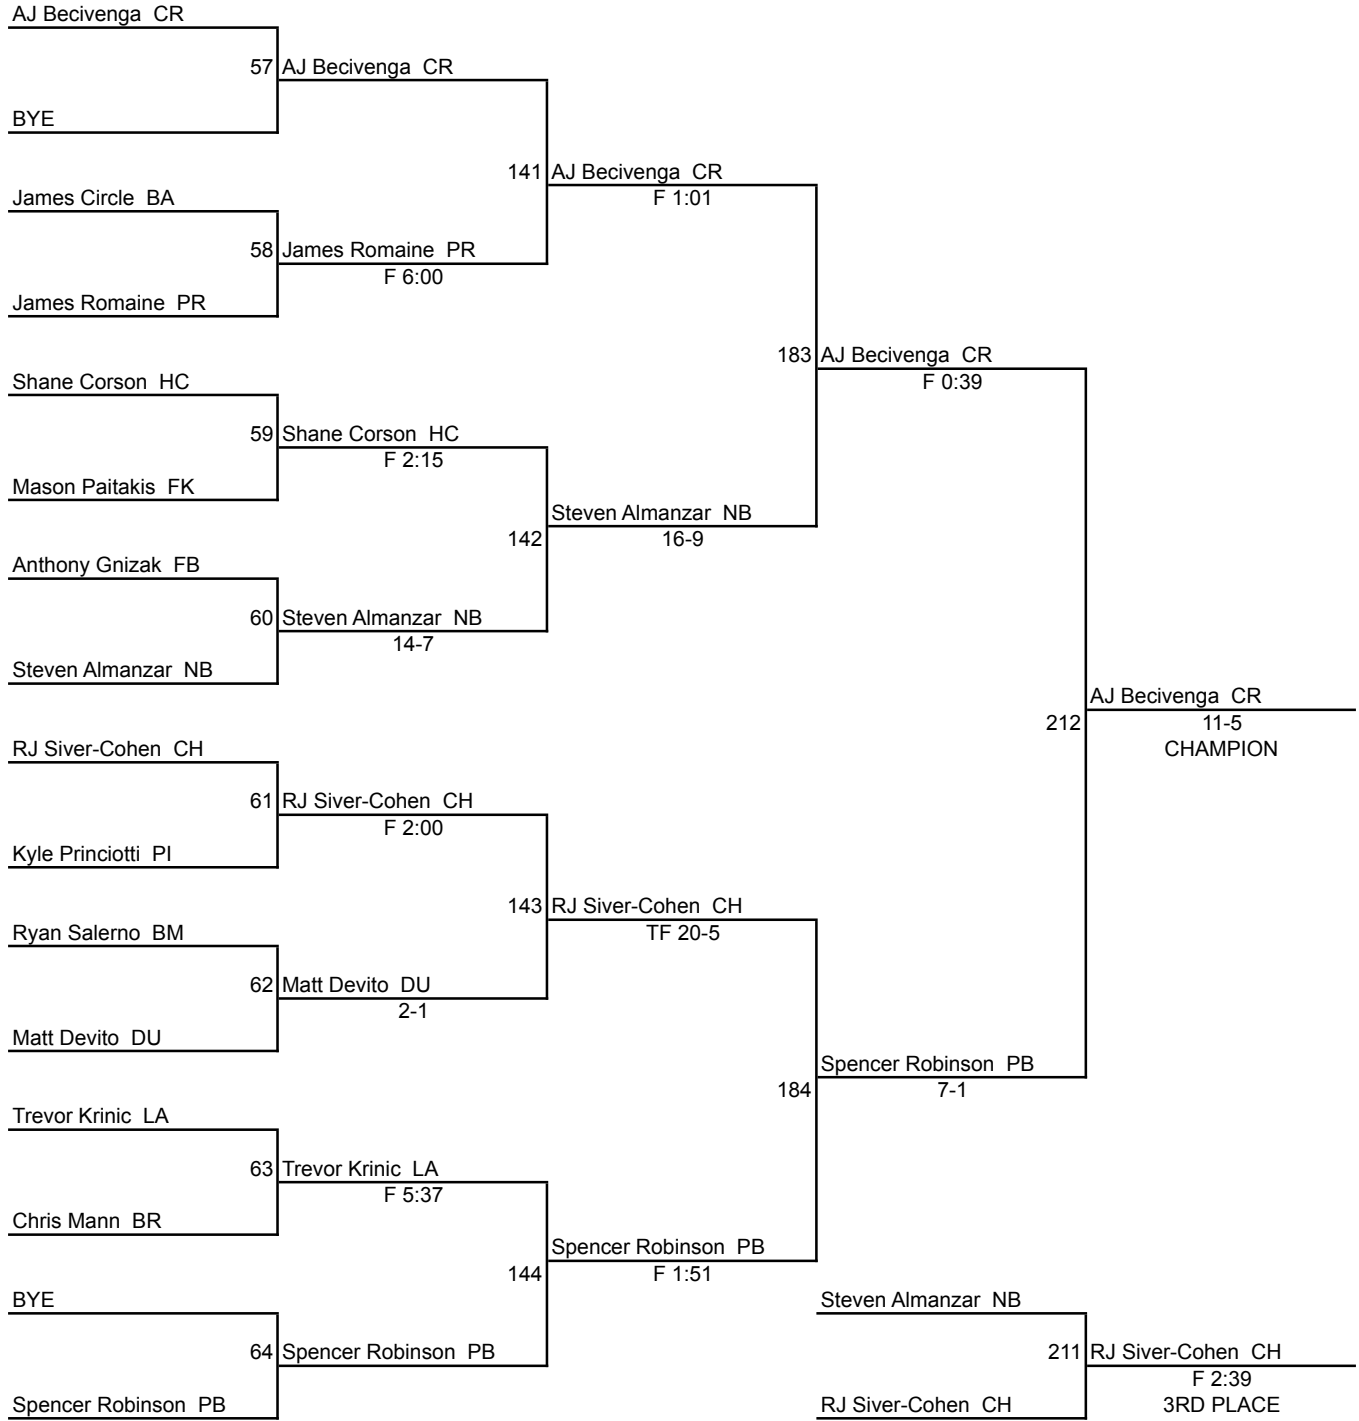 AJ Becivenga CR
57 AJ Becivenga CR
BYE
141 AJ Becivenga CR
F 1:01
James Circle BA
58 James Romaine PR
F 6:00
James Romaine PR
183 AJ Becivenga CR
F 0:39
Shane Corson HC
59 Shane Corson HC
F 2:15
Mason Paitakis FK
Steven Almanzar NB
142 16-9
Anthony Gnizak FB
60 Steven Almanzar NB
14-7
Steven Almanzar NB
AJ Becivenga CR
212 11-5
CHAMPION
RJ Siver-Cohen CH
61 RJ Siver-Cohen CH
F 2:00
Kyle Princiotti PI
143 RJ Siver-Cohen CH
TF 20-5
Ryan Salerno BM
62 Matt Devito DU
2-1
Matt Devito DU
Spencer Robinson PB
184 7-1
Trevor Krinic LA
63 Trevor Krinic LA
F 5:37
Chris Mann BR
Spencer Robinson PB
144 F 1:51
BYE
64 Spencer Robinson PB
Spencer Robinson PB
Steven Almanzar NB
211 RJ Siver-Cohen CH
F 2:39
RJ Siver-Cohen CH
3RD PLACE